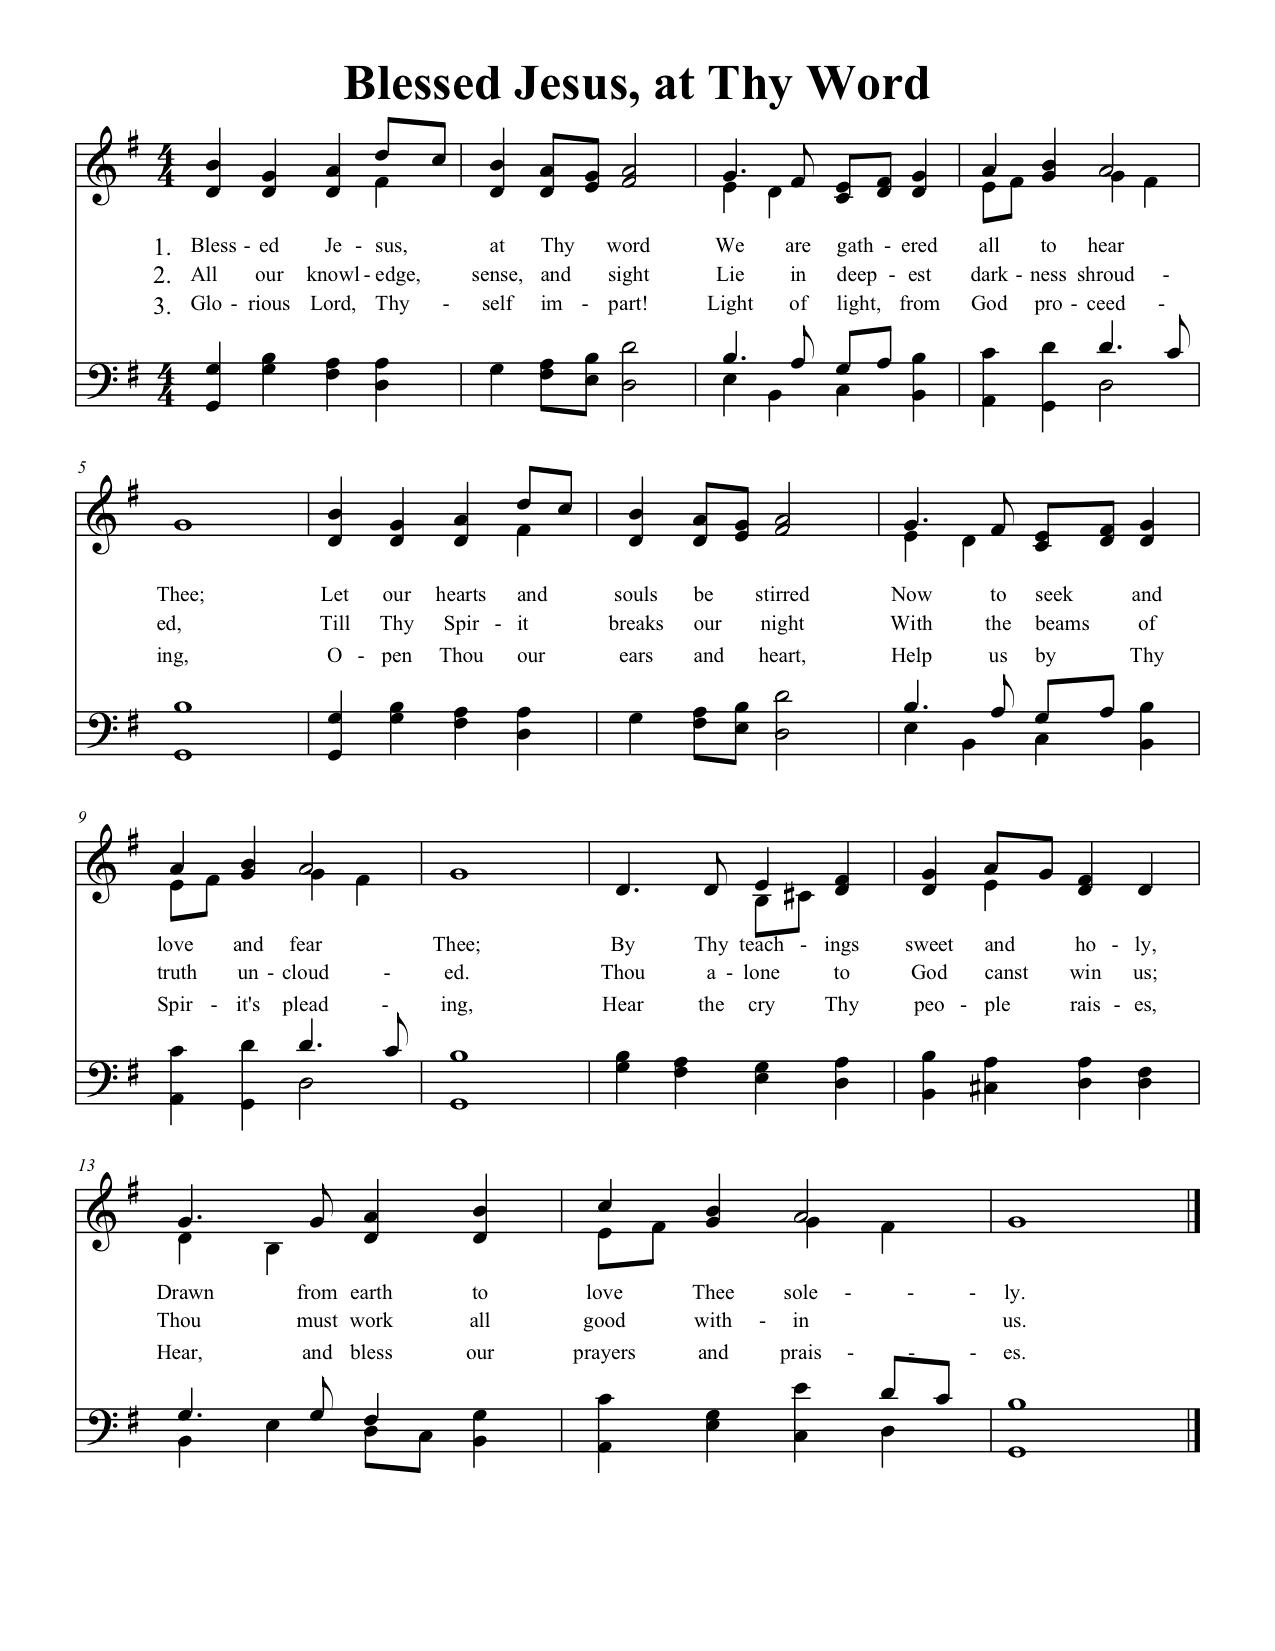 Blessed Jesus, at Thy Word
4 4
1. Bless - ed Je - sus, at Thy word We are gath - ered all to hear
2. All our knowl - edge, sense, and sight Lie in deep - est dark - ness shroud -
3. Glo - rious Lord, Thy - self im - part! Light of light, from God pro - ceed -
4 4
5
Thee; Let our hearts and souls be stirred Now to seek and
ed, Till Thy Spir - it breaks our night With the beams of
ing, O - pen Thou our ears and heart, Help us by Thy
9
love and fear Thee; By Thy teach - ings sweet and ho - ly,
truth un - cloud - ed. Thou a - lone to God canst win us;
Spir - it's plead - ing, Hear the cry Thy peo - ple rais - es,
13
Drawn from earth to love Thee sole - - - ly.
Thou must work all good with - in us.
Hear, and bless our prayers and prais - - - es.